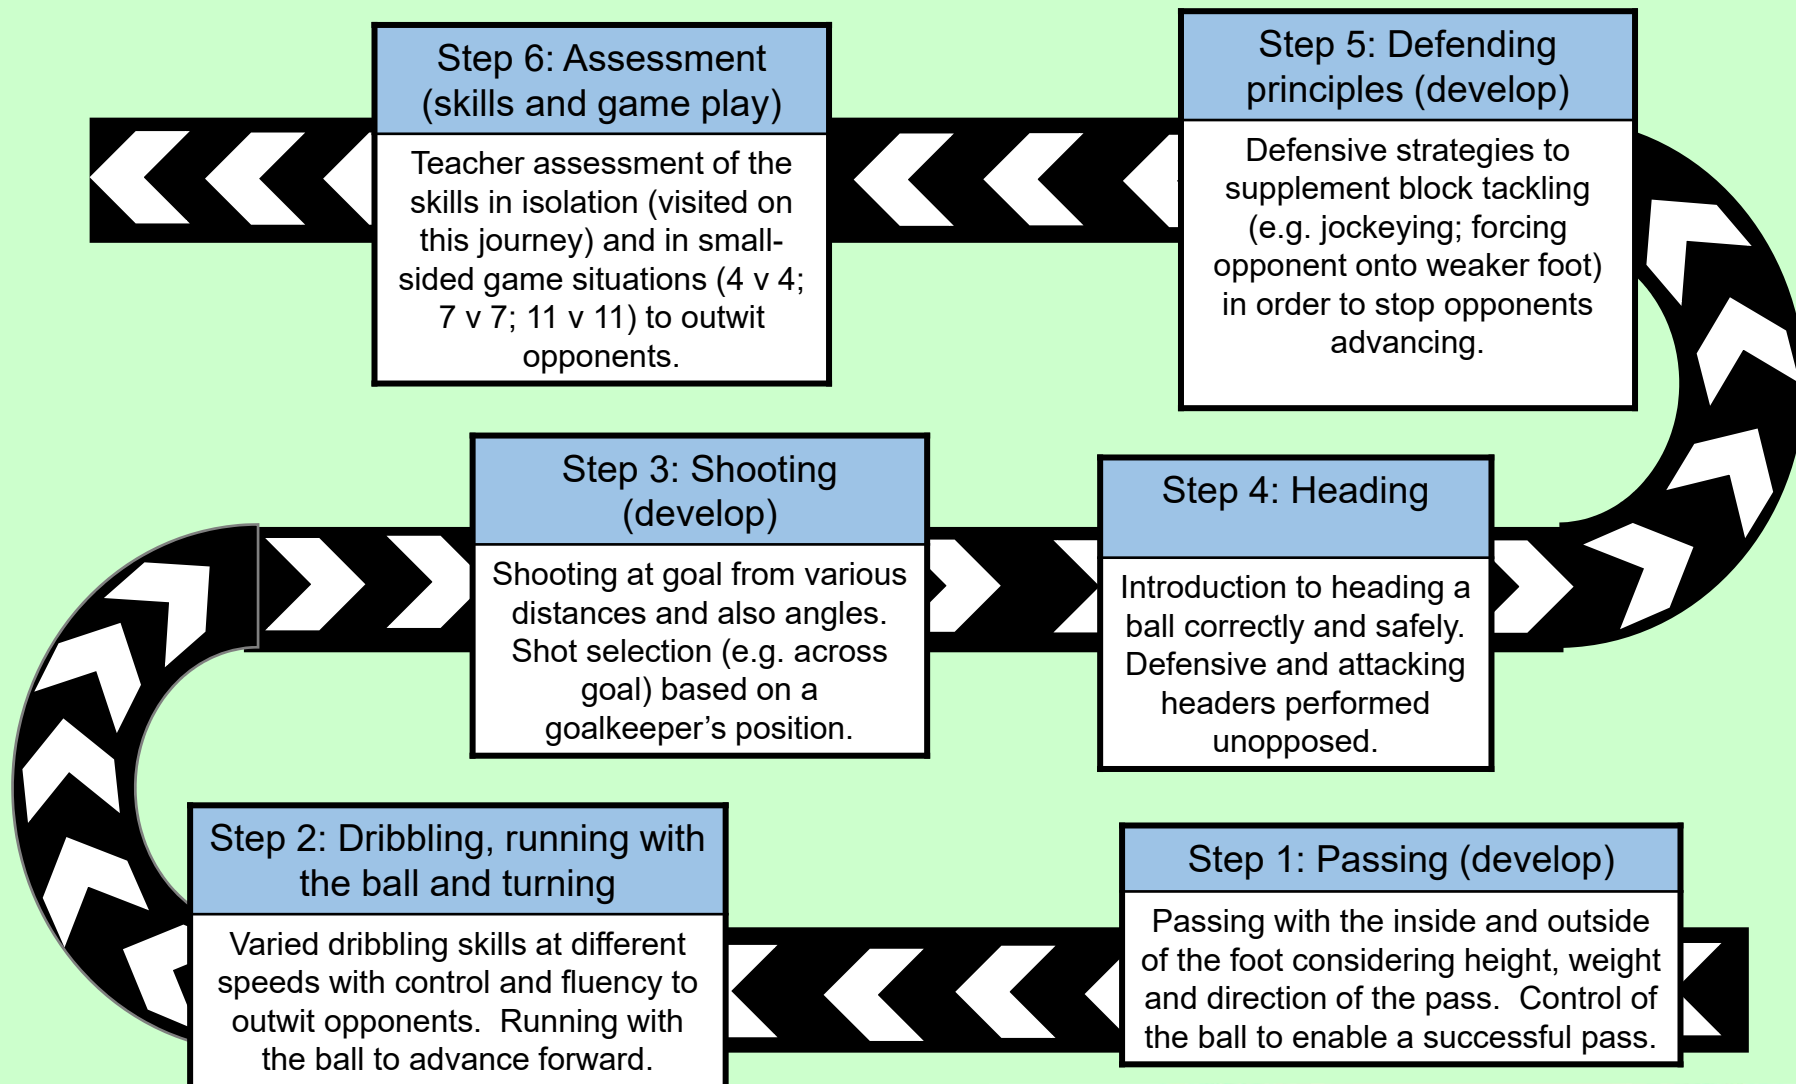 Step 6: Assessment
(skills and game play)
Teacher assessment of the
skills in isolation (visited on
this journey) and in small-
sided game situations (4 v 4;
7 v 7; 11 v 11) to outwit
opponents.
Step 5: Defending
principles (develop)
Defensive strategies to
supplement block tackling
(e.g. jockeying; forcing
opponent onto weaker foot)
in order to stop opponents
advancing.
Step 3: Shooting
(develop)
Shooting at goal from various
distances and also angles.
Shot selection (e.g. across
goal) based on a
goalkeeper’s position.
Step 4: Heading
Introduction to heading a
ball correctly and safely.
Defensive and attacking
headers performed
unopposed.
Step 2: Dribbling, running with
the ball and turning
Varied dribbling skills at different
speeds with control and fluency to
outwit opponents.  Running with
the ball to advance forward.
Step 1: Passing (develop)
Passing with the inside and outside
of the foot considering height, weight
and direction of the pass.  Control of
the ball to enable a successful pass.